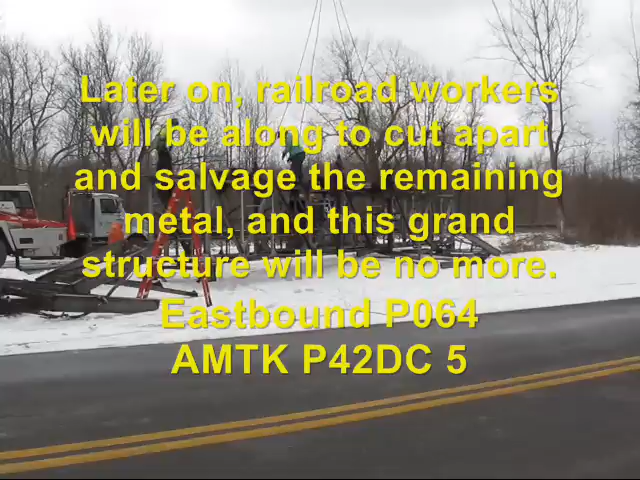 Later on, railroad workers
will be along to cut apart
and salvage the remaining
metal, and this grand
structure will be no more.
Eastbound P064
AMTK P42DC 5